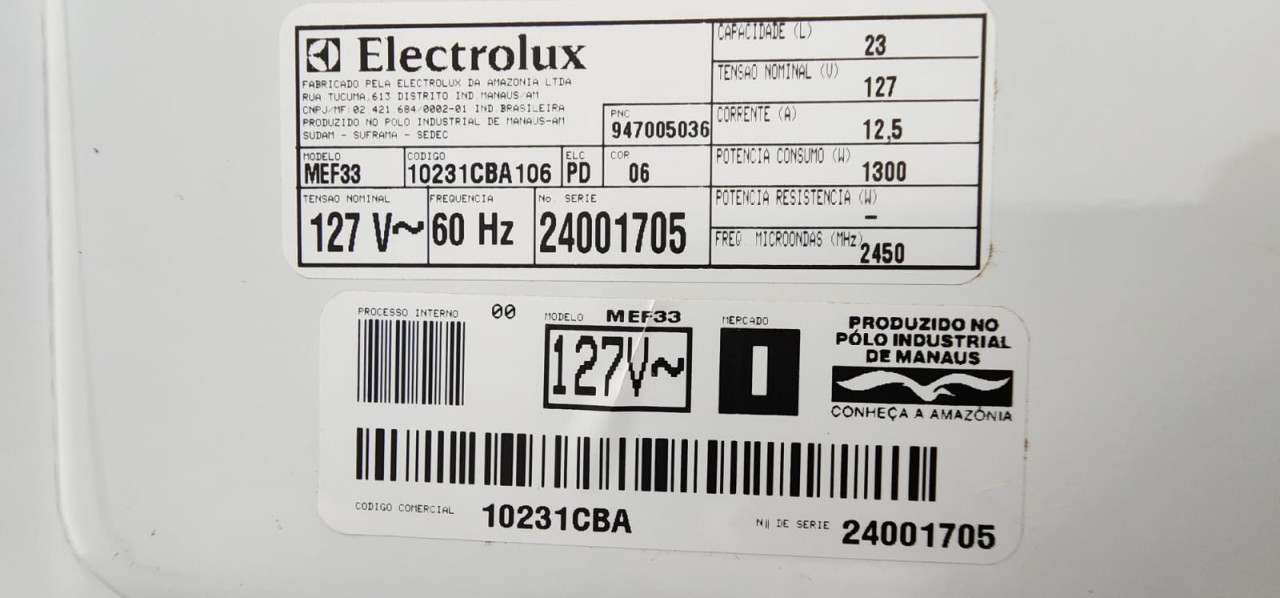 Electrolux
FABRICADO PELA ELECTROLUX DA AMAZONIA LTDA
RUA TUCUMA,613 DISTRITO IND.MANAUS/AM
CNPJ/MF:02 421 684/0002-01 IND BRASILEIRA
PRODUZIDO NO POLO INDUSTRIAL DE MANAUS-AM
SUDAM - SUFRAMA - SEDEC
PNC
947005036
MODELO
MEF33
CODIGO
10231CBA106
ELC
PD
COR
06
TENSAO NOMINAL
127 V~
FREQUENCIA
60 Hz
No. SERIE
24001705
CAPACIDADE (L)
23
TENSAO NOMINAL (V)
127
CORRENTE (A)
12,5
POTENCIA CONSUMO (W)
1300
POTENCIA RESISTENCIA (W)
-
FREQ. MICROONDAS (MHz)
2450
PROCESSO INTERNO
00
MODELO MEF33
127V~
MERCADO
I
PRODUZIDO NO
PÓLO INDUSTRIAL
DE MANAUS
CONHEÇA A AMAZÔNIA
CODIGO COMERCIAL
10231CBA
DE SERIE
24001705